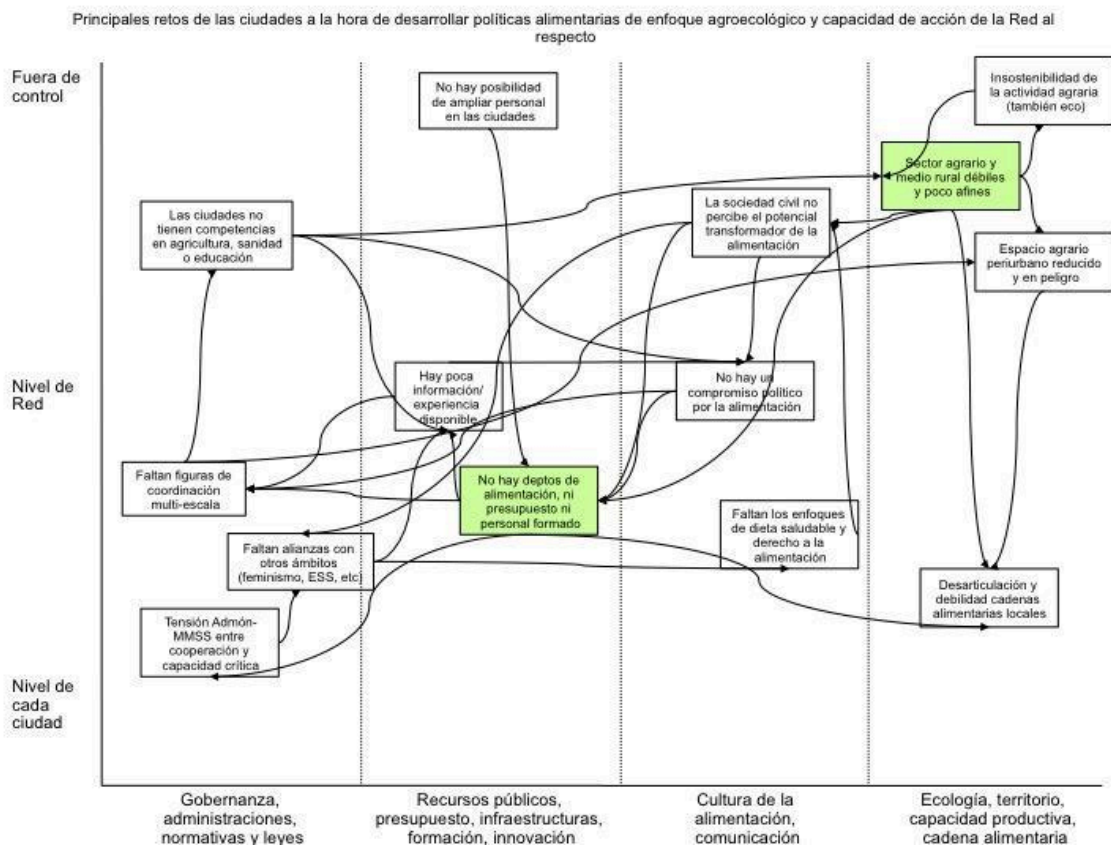 Principales retos de las ciudades a la hora de desarrollar políticas alimentarias de enfoque agroecológico y capacidad de acción de la Red al
respecto
Fuera de
control
No hay posibilidad
de ampliar personal
en las ciudades
Insostenibilidad de
la actividad agraria
(también eco)
Sector agrario y
medio rural débiles
y poco afines
Las ciudades no
tienen competencias
en agricultura, sanidad
o educación
La sociedad civil no
percibe el potencial
transformador de la
alimentación
Espacio agrario
periurbano reducido
y en peligro
Nivel de
Red
Hay poca
información/
experiencia
disponible
No hay un
compromiso político
por la alimentación
Faltan figuras de
coordinación
multi-escala
No hay deptos de
alimentación, ni
presupuesto ni
personal formado
Faltan los enfoques
de dieta saludable y
derecho a la
alimentación
Faltan alianzas con
otros ámbitos
(feminismo, ESS, etc)
Desarticulación y
debilidad cadenas
alimentarias locales
Tensión Admón-
MMSS entre
cooperación y
capacidad crítica
Nivel de
cada
ciudad
Gobernanza,
administraciones,
normativas y leyes
Recursos públicos,
presupuesto, infraestructuras,
formación, innovación
Cultura de la
alimentación,
comunicación
Ecología, territorio,
capacidad productiva,
cadena alimentaria